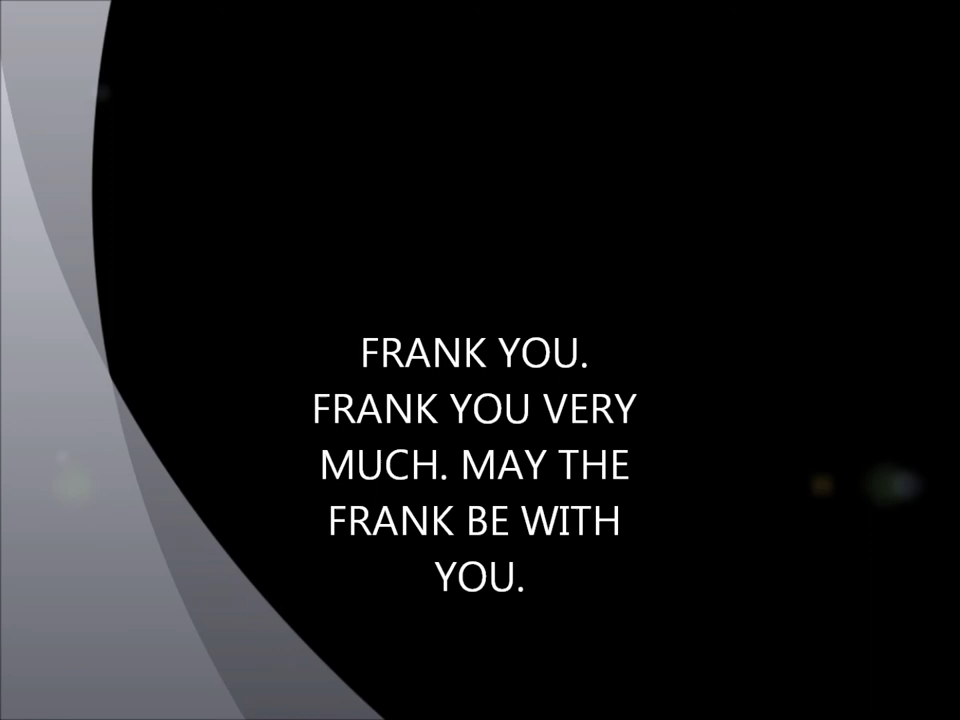 FRANK YOU.
FRANK YOU VERY
MUCH. MAY THE
FRANK BE WITH
YOU.